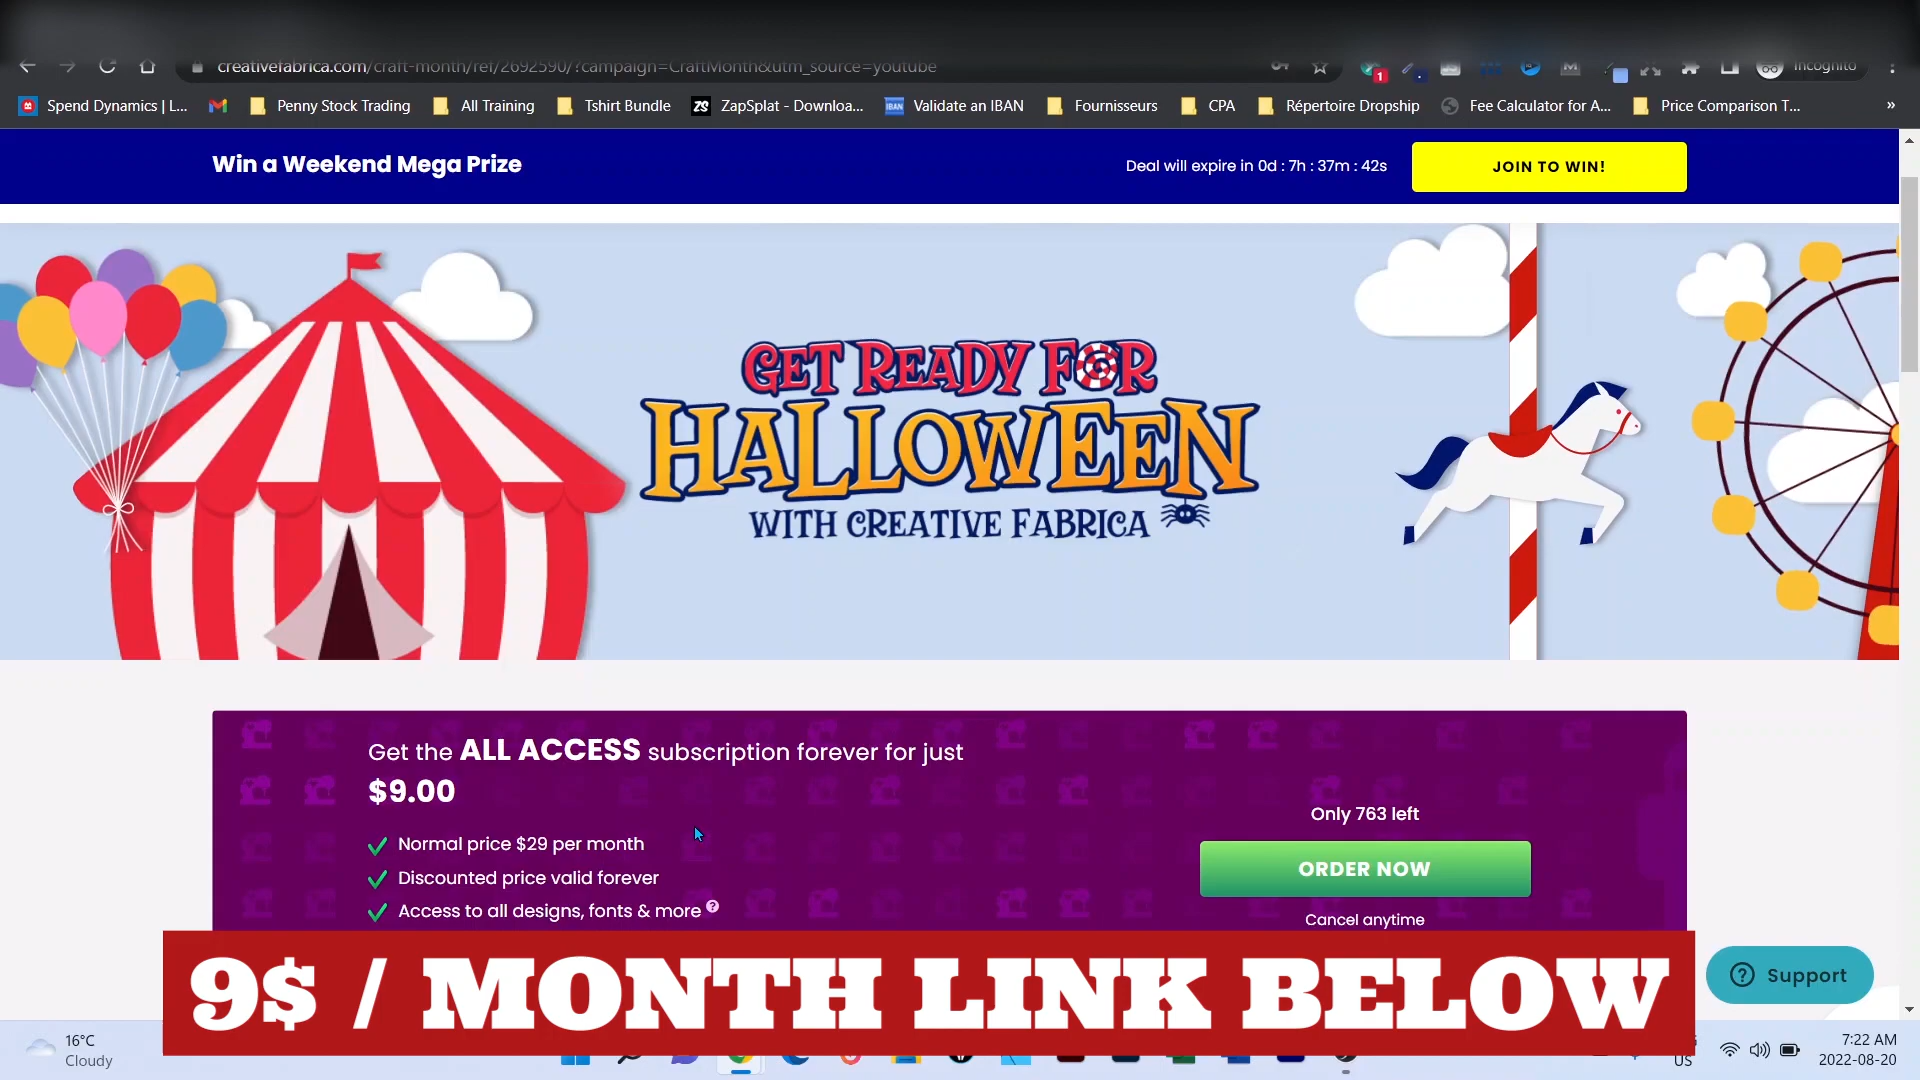 creativefabrica.com/craft-month/ref/2692590/?campaign=CraftMonth&utm_source=youtube
1
Incognito
Spend Dynamics | L...
Penny Stock Trading
All Training
Tshirt Bundle
ZS
ZapSplat - Downloa...
IBAN
Validate an IBAN
Fournisseurs
CPA
Répertoire Dropship
Fee Calculator for A...
Price Comparison T...
»
Win a Weekend Mega Prize
Deal will expire in 0d : 7h : 37m : 42s
JOIN TO WIN!
GET READY FOR
HALLOWEEN
WITH CREATIVE FABRICA
Get the ALL ACCESS subscription forever for just
$9.00
Normal price $29 per month
Discounted price valid forever
Access to all designs, fonts & more ?
Only 763 left
ORDER NOW
Cancel anytime
9$ / MONTH LINK BELOW
? Support
16°C
Cloudy
US
7:22 AM
2022-08-20